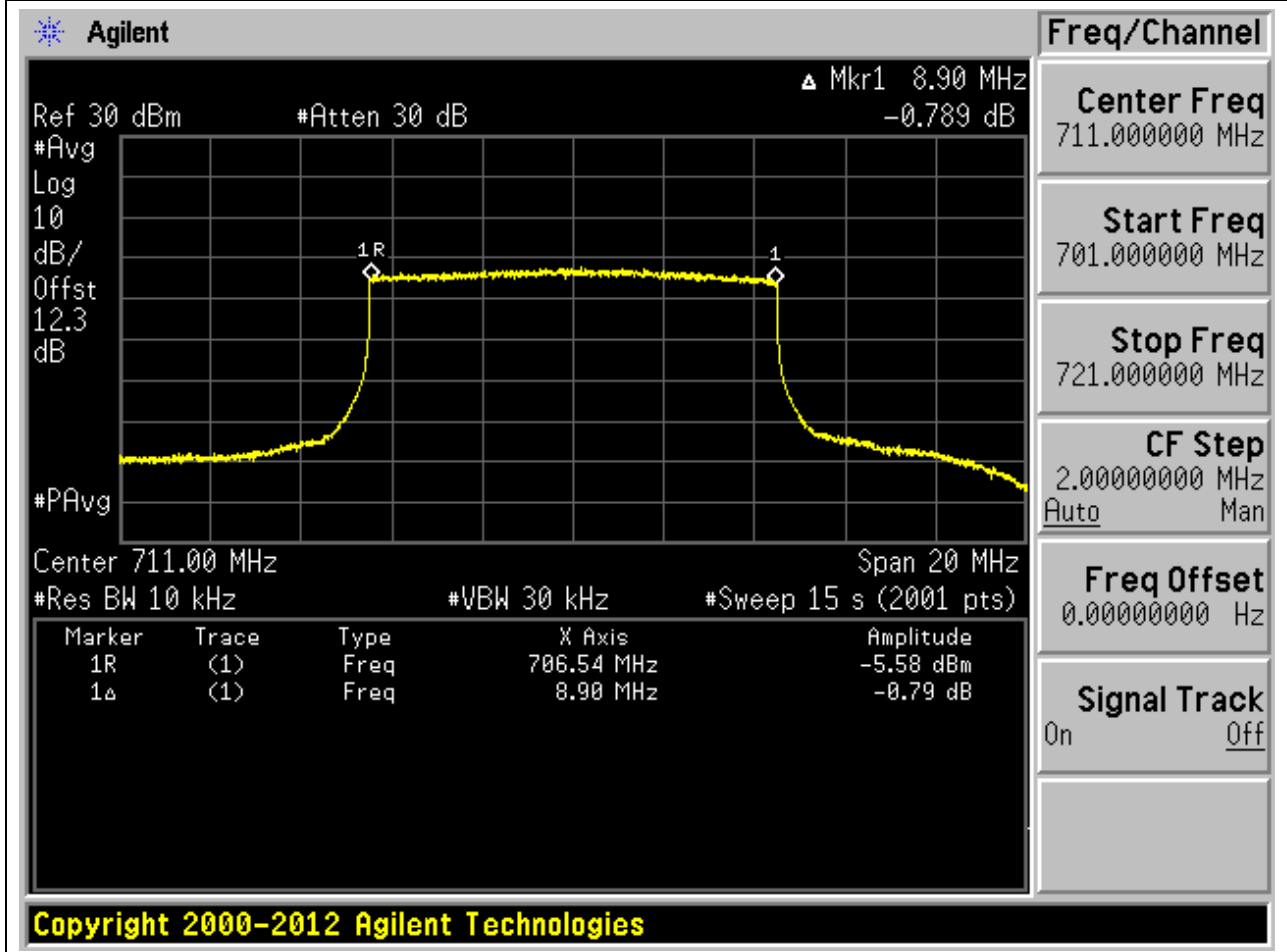 Agilent
Freq/Channel
▵ Mkr1 8.90 MHz
Ref 30 dBm #Atten 30 dB -0.789 dB
#Avg
Log
10
dB/
Offst
12.3
dB
1R
1
#PAvg
Center 711.00 MHz Span 20 MHz
#Res BW 10 kHz #VBW 30 kHz #Sweep 15 s (2001 pts)
Marker Trace Type X Axis Amplitude
1R (1) Freq 706.54 MHz -5.58 dBm
1▵ (1) Freq 8.90 MHz -0.79 dB
Center Freq
711.000000 MHz
Start Freq
701.000000 MHz
Stop Freq
721.000000 MHz
CF Step
2.00000000 MHz
Auto Man
Freq Offset
0.00000000 Hz
Signal Track
On Off
Copyright 2000-2012 Agilent Technologies